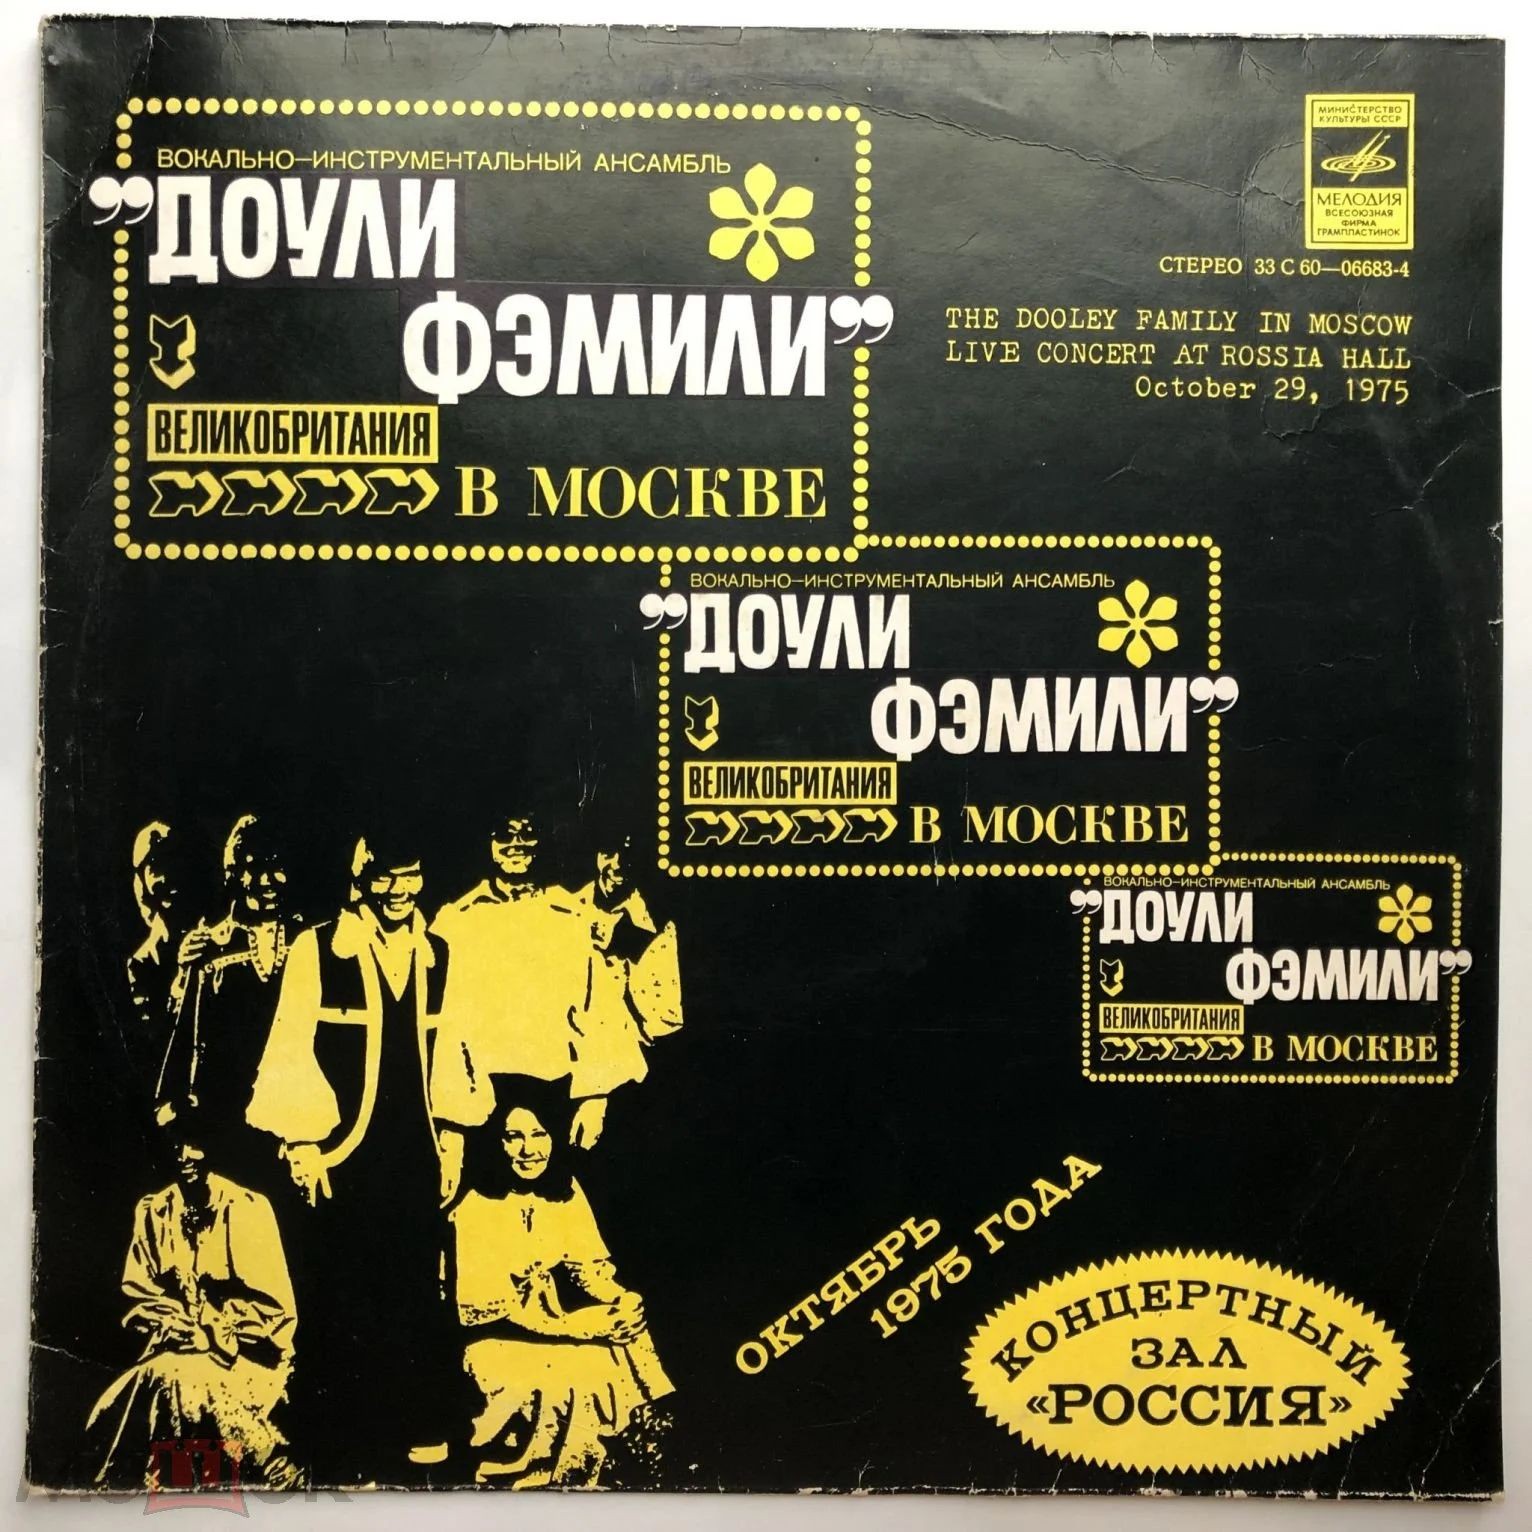 ВОКАЛЬНО—ИНСТРУМЕНТАЛЬНЫЙ АНСАМБЛЬ
”ДОУЛИ
ФЭМИЛИ”
ВЕЛИКОБРИТАНИЯ
В МОСКВЕ
МИНИСТЕРСТВО
КУЛЬТУРЫ СССР
МЕЛОДИЯ
ВСЕСОЮЗНАЯ
ФИРМА
ГРАМПЛАСТИНОК
СТЕРЕО 33 С 60—06683-4
THE DOOLEY FAMILY IN MOSCOW
LIVE CONCERT AT ROSSIA HALL
October 29, 1975
ВОКАЛЬНО—ИНСТРУМЕНТАЛЬНЫЙ АНСАМБЛЬ
”ДОУЛИ
ФЭМИЛИ”
ВЕЛИКОБРИТАНИЯ
В МОСКВЕ
ВОКАЛЬНО—ИНСТРУМЕНТАЛЬНЫЙ АНСАМБЛЬ
”ДОУЛИ
ФЭМИЛИ”
ВЕЛИКОБРИТАНИЯ
В МОСКВЕ
ОКТЯБРЬ
1975 ГОДА
КОНЦЕРТНЫЙ
ЗАЛ
«РОССИЯ»